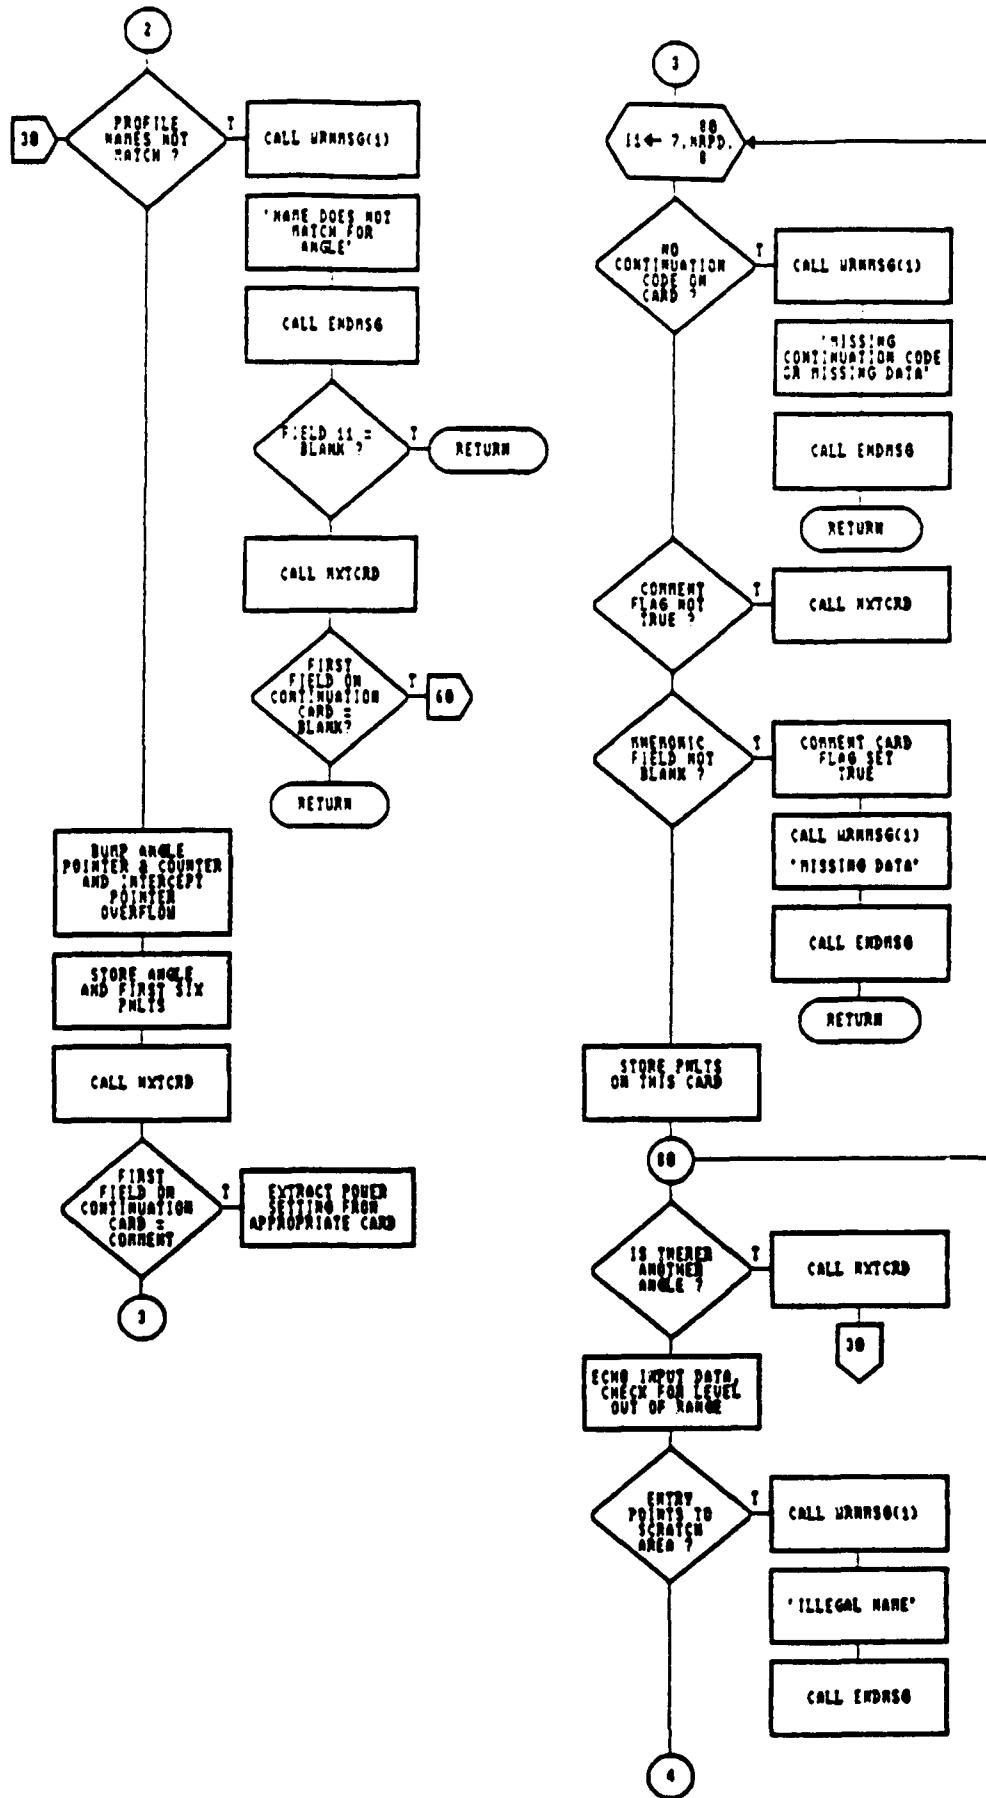 2
30
PROFILE
NAMES NOT
MATCH ?
T
CALL WRNMSG(1)
'NAME DOES NOT
MATCH FOR
ANGLE'
CALL ENDMSG
FIELD 11 =
BLANK ?
T
RETURN
CALL NXTCRD
FIRST
FIELD ON
CONTINUATION
CARD =
BLANK?
T
60
RETURN
BUMP ANGLE
POINTER & COUNTER
AND INTERCEPT
POINTER
OVERFLOW
STORE ANGLE
AND FIRST SIX
PNLTS
CALL NXTCRD
FIRST
FIELD ON
CONTINUATION
CARD =
COMMENT
T
EXTRACT POWER
SETTING FROM
APPROPRIATE CARD
3
3
80
I1← 7,NRPD,
8
NO
CONTINUATION
CODE ON
CARD ?
T
CALL WRNMSG(1)
'MISSING
CONTINUATION CODE
OR MISSING DATA'
CALL ENDMSG
RETURN
COMMENT
FLAG NOT
TRUE ?
T
CALL NXTCRD
MNEMONIC
FIELD NOT
BLANK ?
T
COMMENT CARD
FLAG SET
TRUE
CALL WRNMSG(1)
'MISSING DATA'
CALL ENDMSG
RETURN
STORE PNLTS
ON THIS CARD
80
IS THERER
ANOTHER
ANGLE ?
T
CALL NXTCRD
30
ECHO INPUT DATA,
CHECK FOR LEVEL
OUT OF RANGE
ENTRY
POINTS TO
SCRATCH
AREA ?
T
CALL WRNMSG(1)
'ILLEGAL NAME'
CALL ENDMSG
4